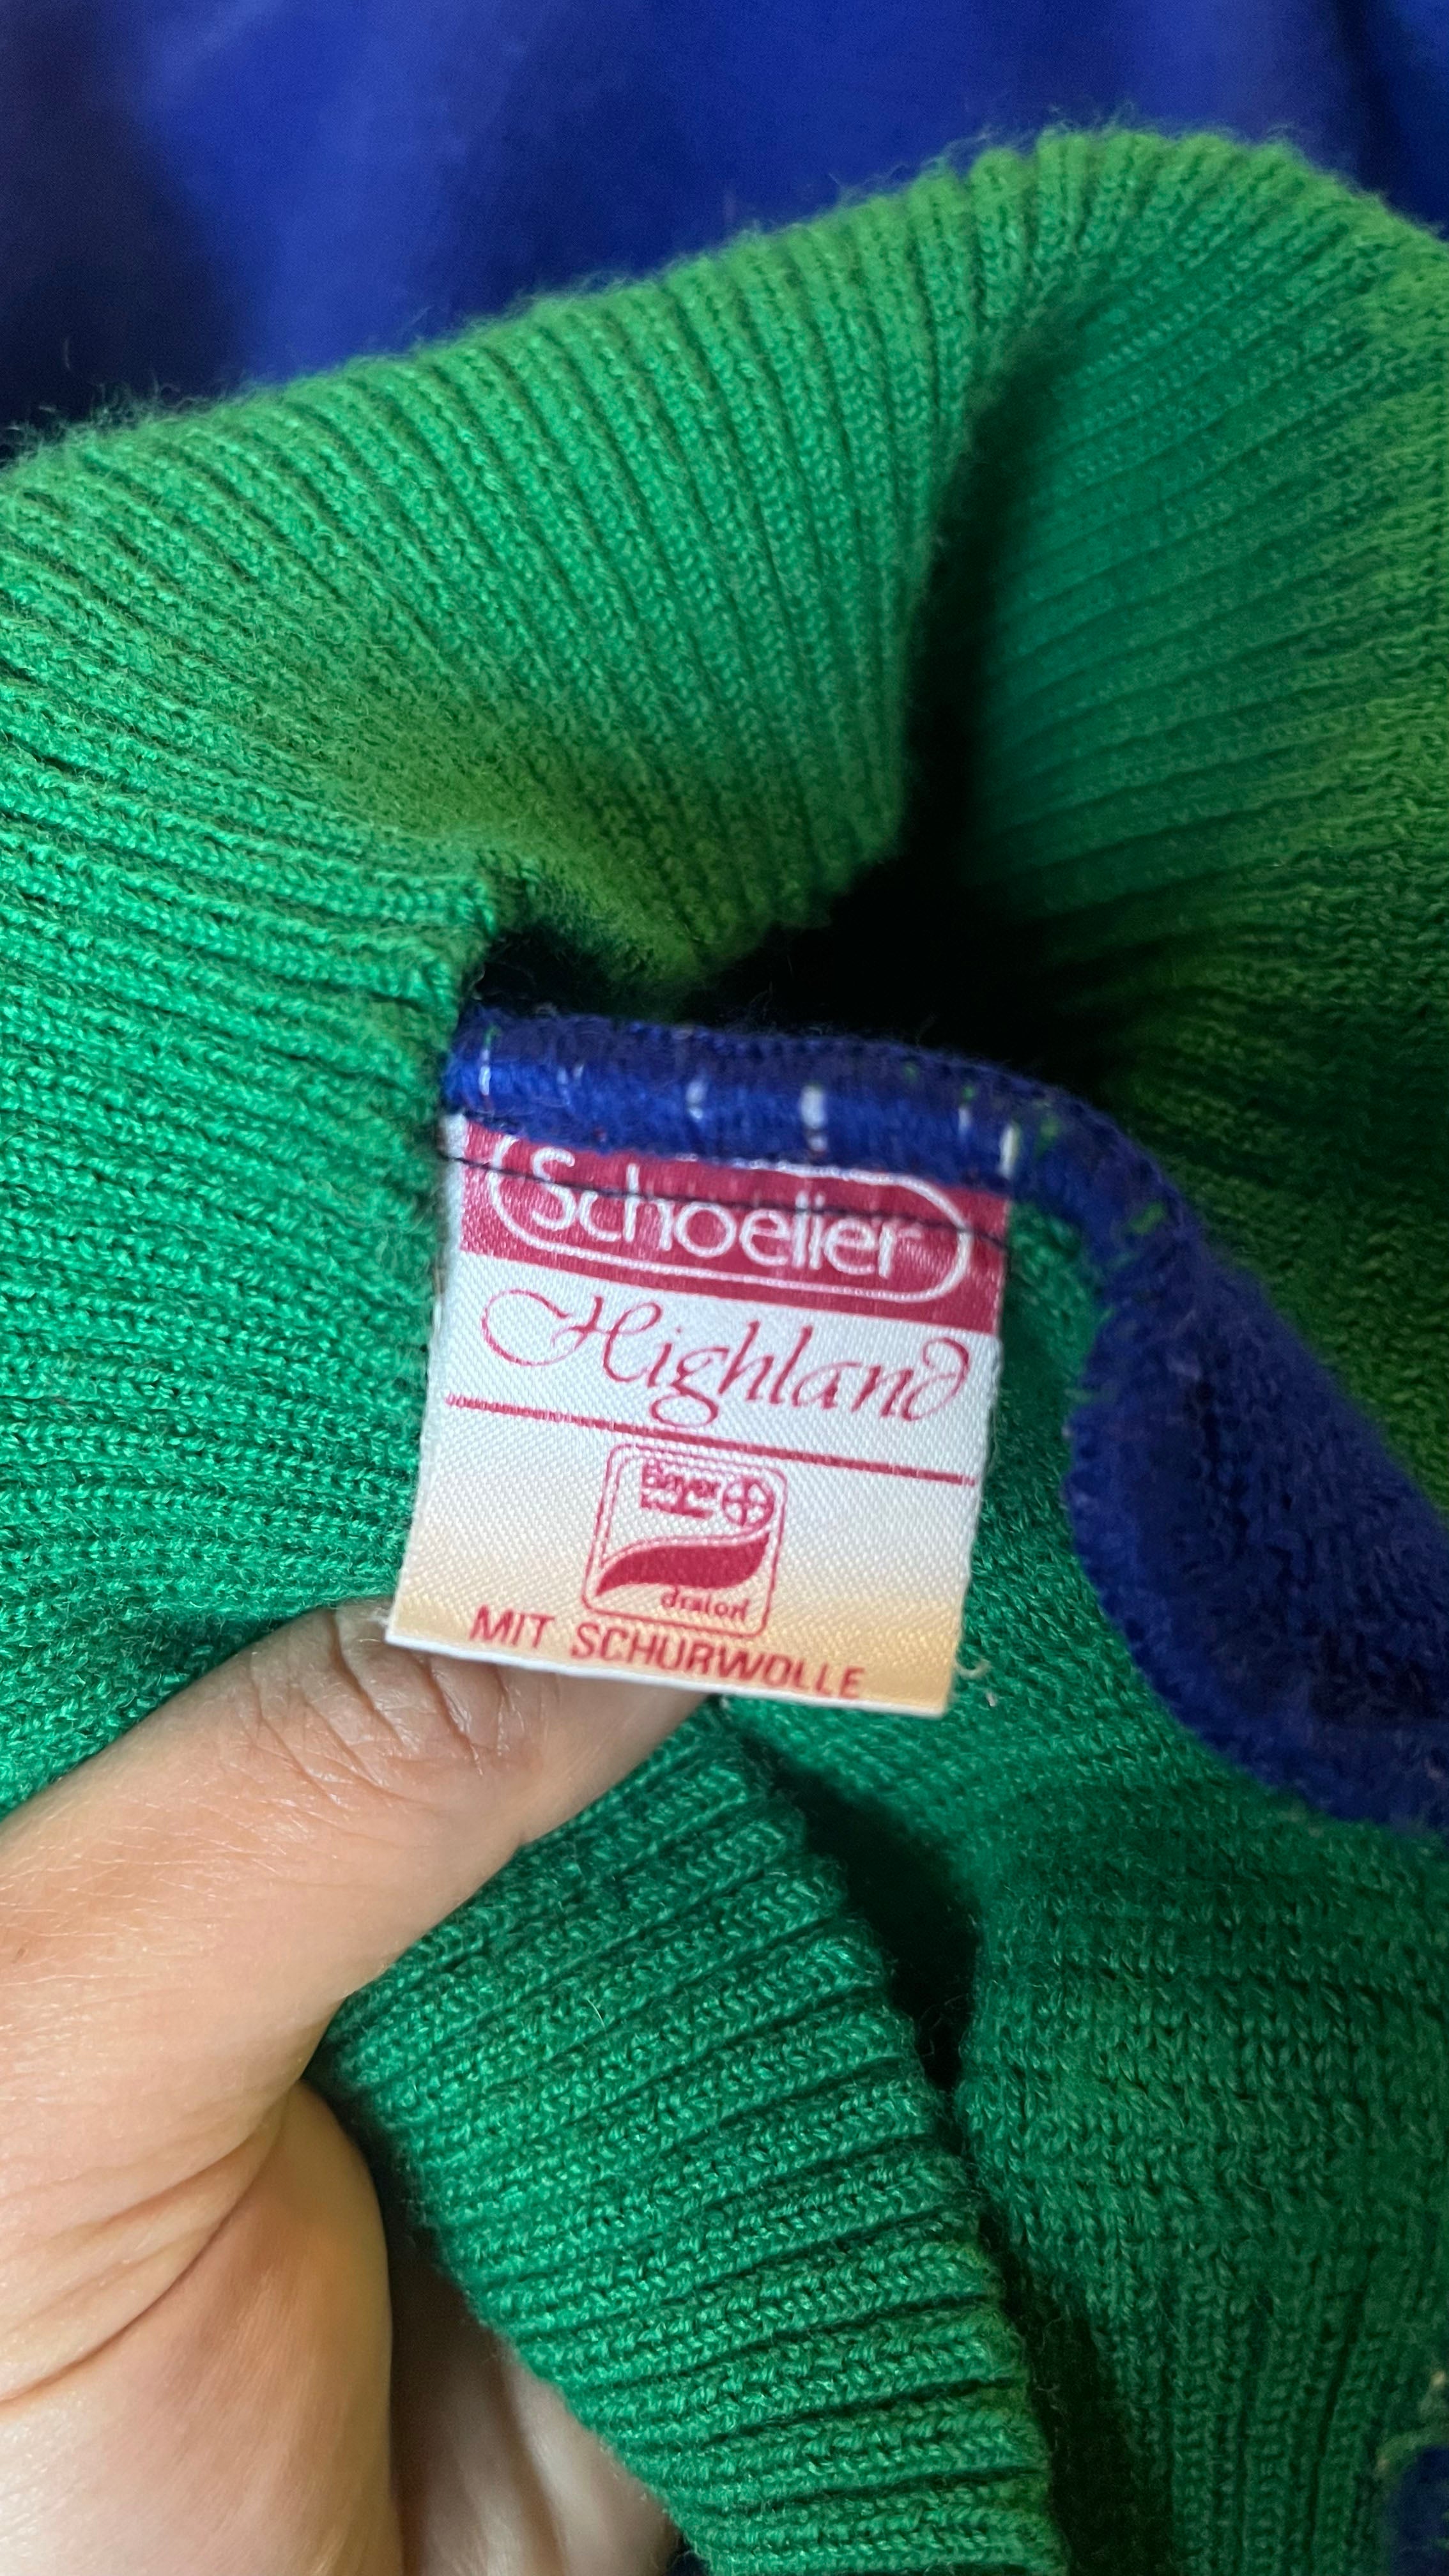 Schoeller
Highland
Bayer
dralon
MIT SCHURWOLLE